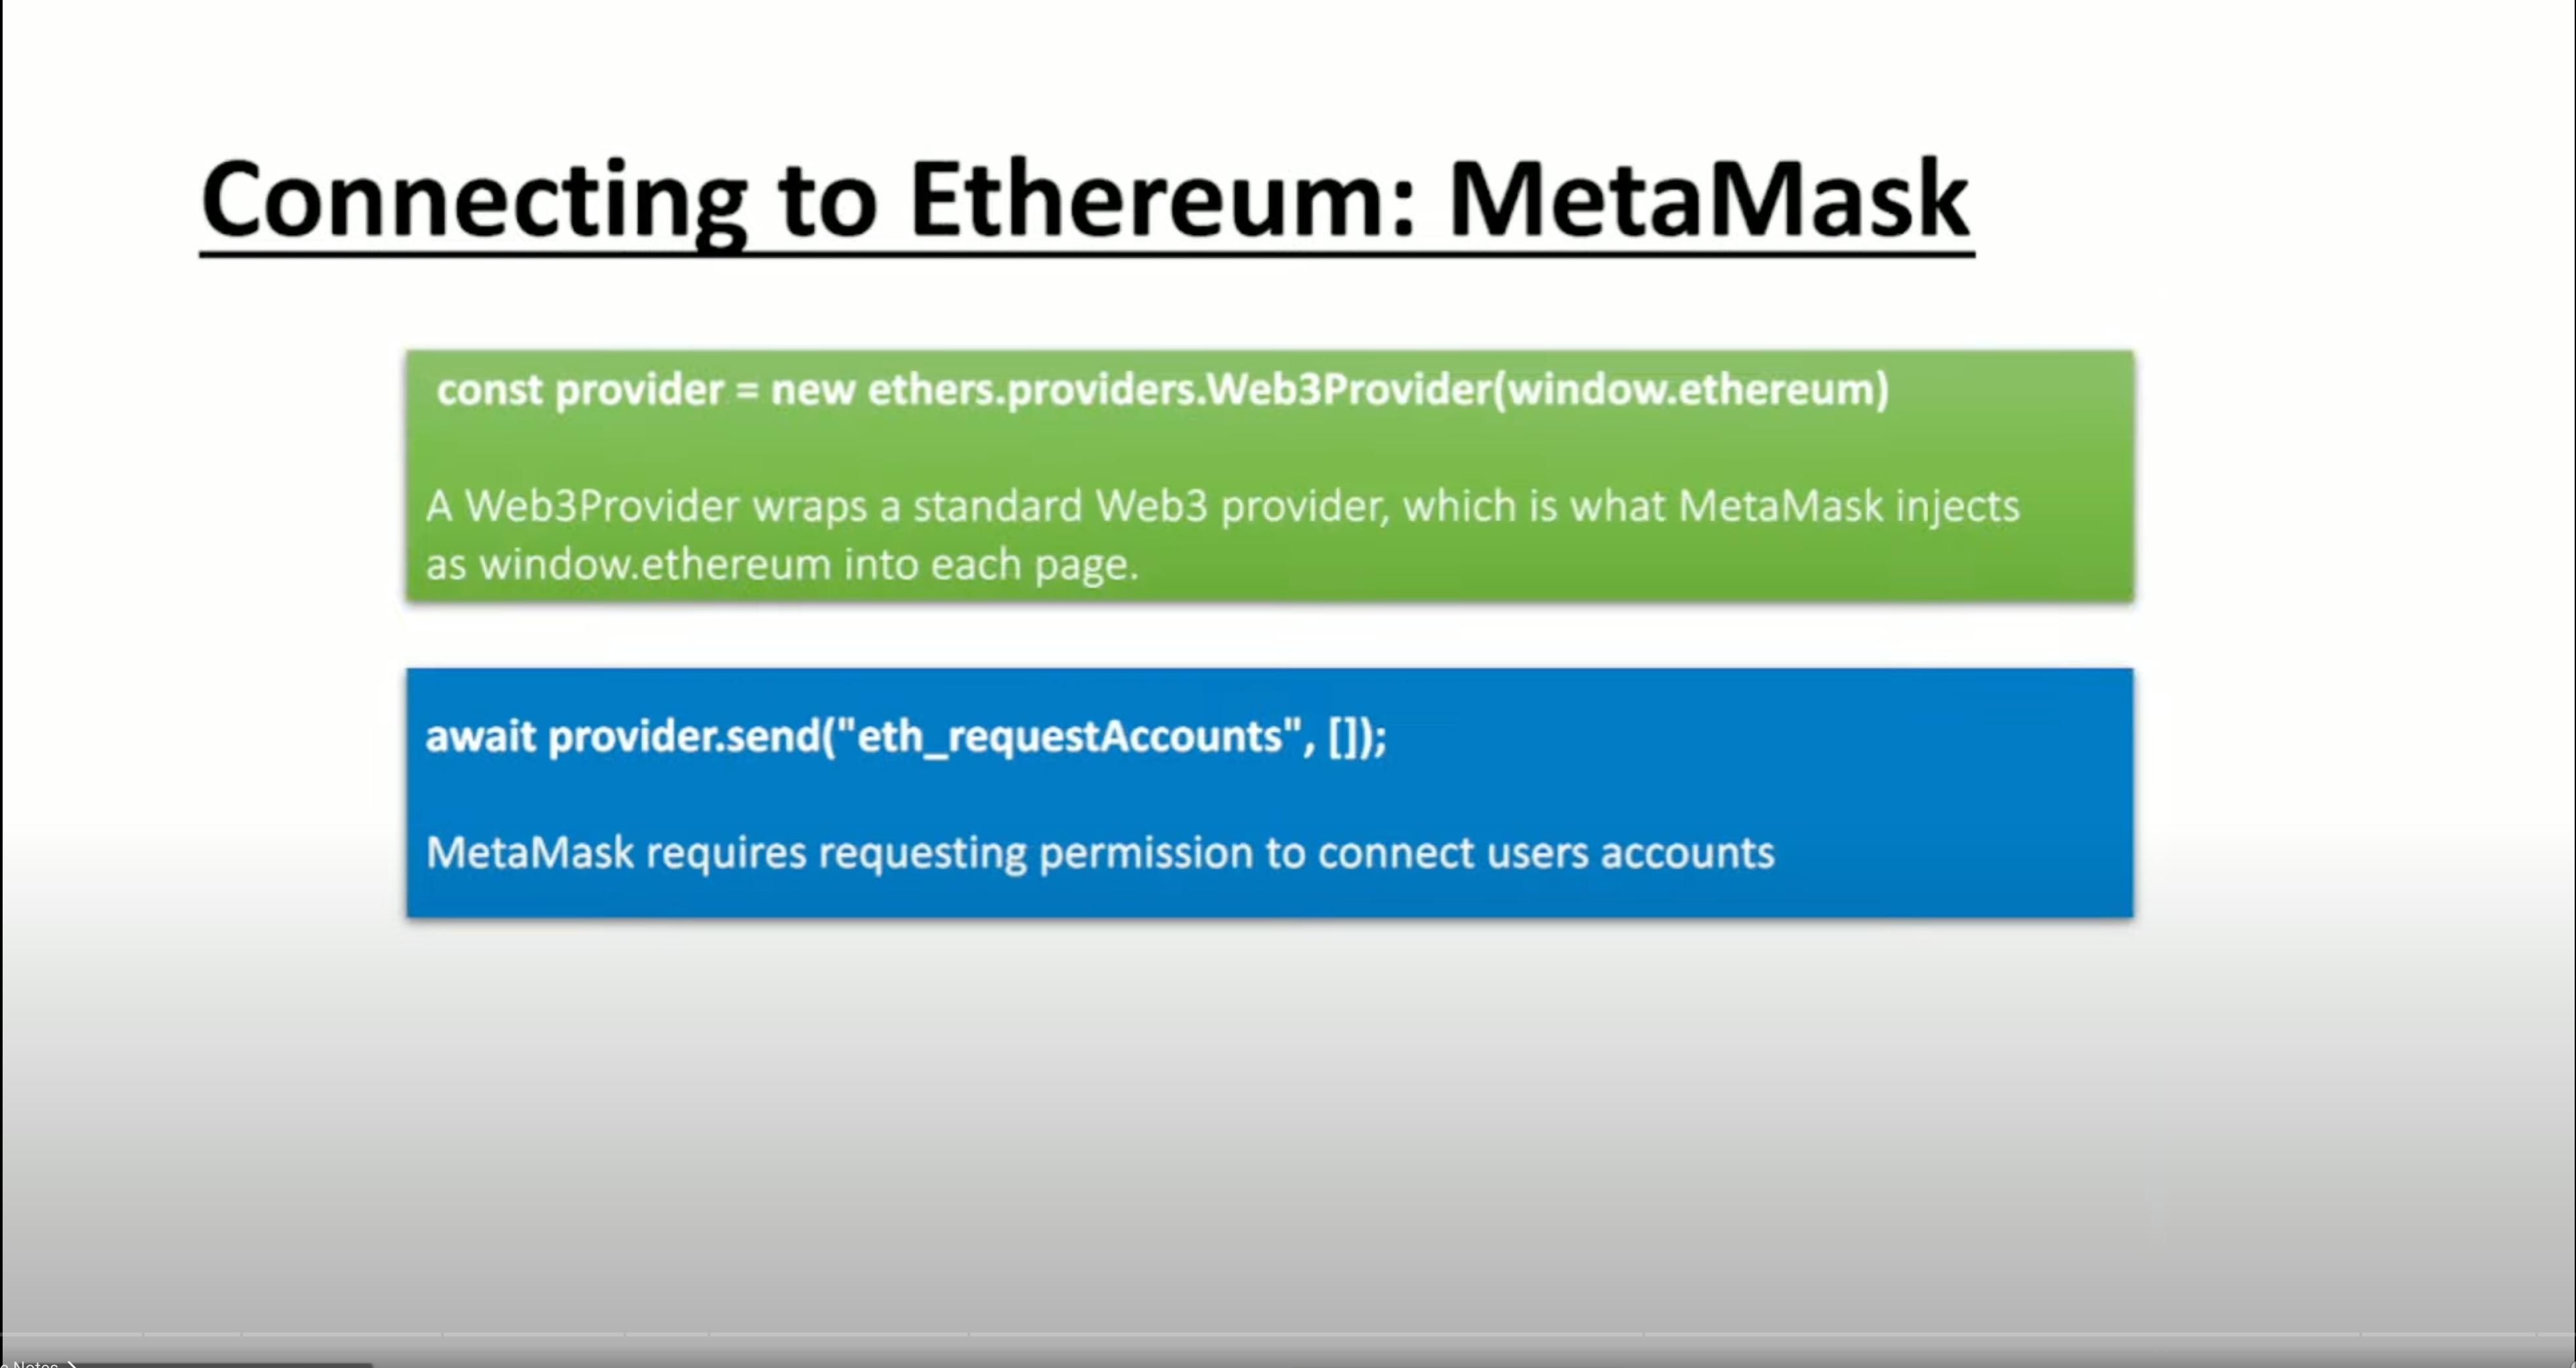 Connecting to Ethereum: MetaMask
const provider = new ethers.providers.Web3Provider(window.ethereum)
A Web3Provider wraps a standard Web3 provider, which is what MetaMask injects
as window.ethereum into each page.
await provider.send("eth_requestAccounts", []);
MetaMask requires requesting permission to connect users accounts
Notes